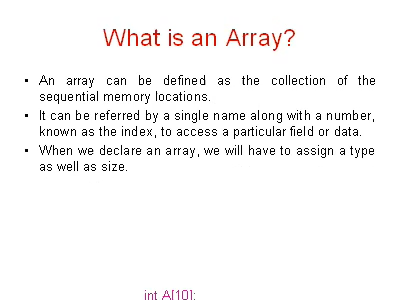 What is an Array?
• An array can be defined as the collection of the
sequential memory locations.
• It can be referred by a single name along with a number,
known as the index, to access a particular field or data.
• When we declare an array, we will have to assign a type
as well as size.
int A[10];